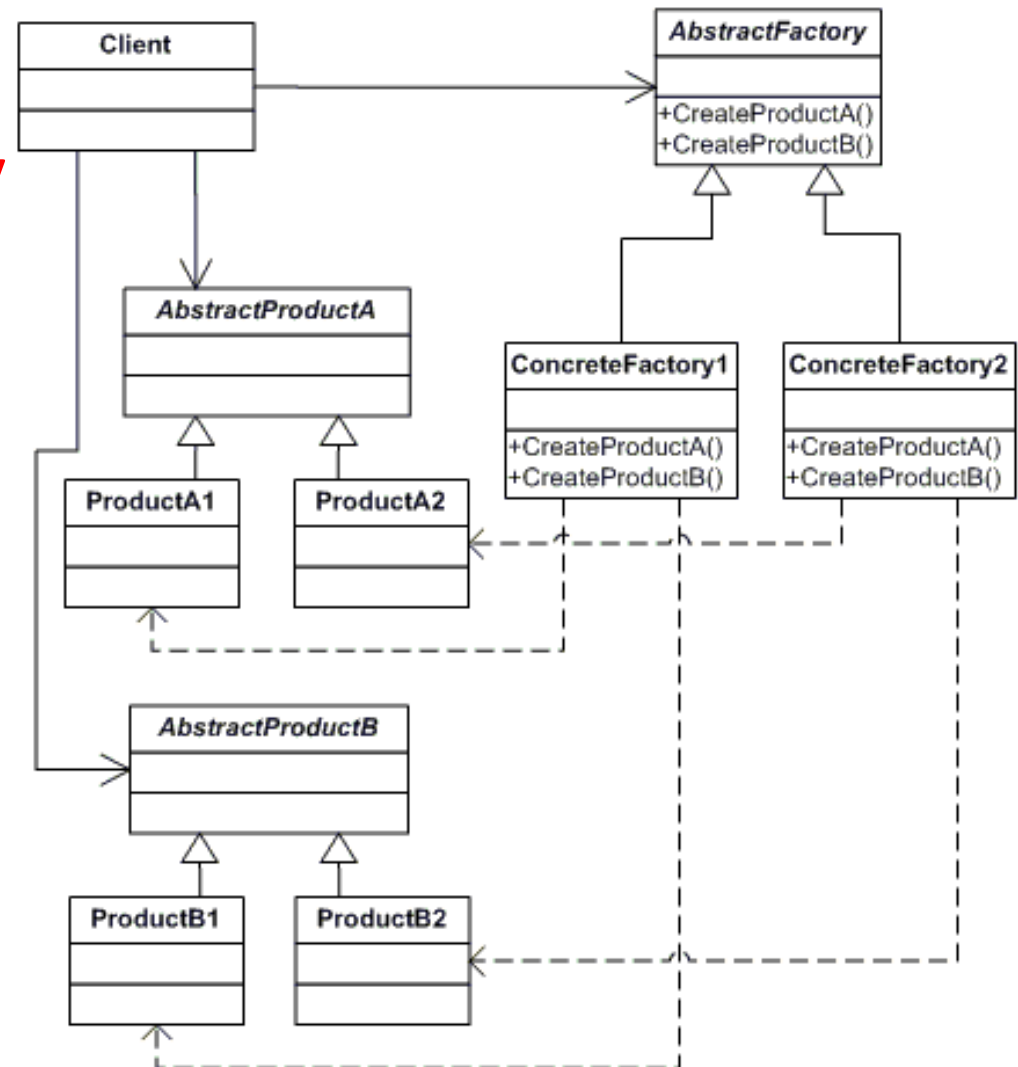 Client
AbstractFactory
+CreateProductA()
+CreateProductB()
AbstractProductA
ConcreteFactory1
+CreateProductA()
+CreateProductB()
ConcreteFactory2
+CreateProductA()
+CreateProductB()
ProductA1
ProductA2
AbstractProductB
ProductB1
ProductB2